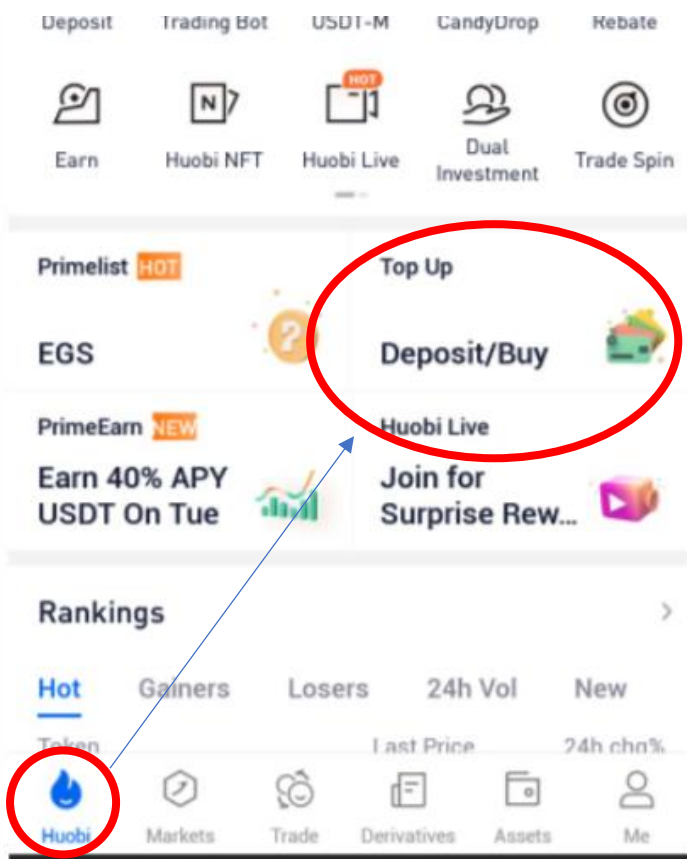 Deposit Trading Bot USDT-M CandyDrop Rebate
HOT
N
Earn Huobi NFT Huobi Live Dual Investment Trade Spin
Primelist HOT
EGS
Top Up
Deposit/Buy
PrimeEarn NEW
Earn 40% APY
USDT On Tue
Huobi Live
Join for
Surprise Rew...
Rankings
Hot Gainers Losers 24h Vol New
Token Last Price 24h chg%
Huobi Markets Trade Derivatives Assets Me